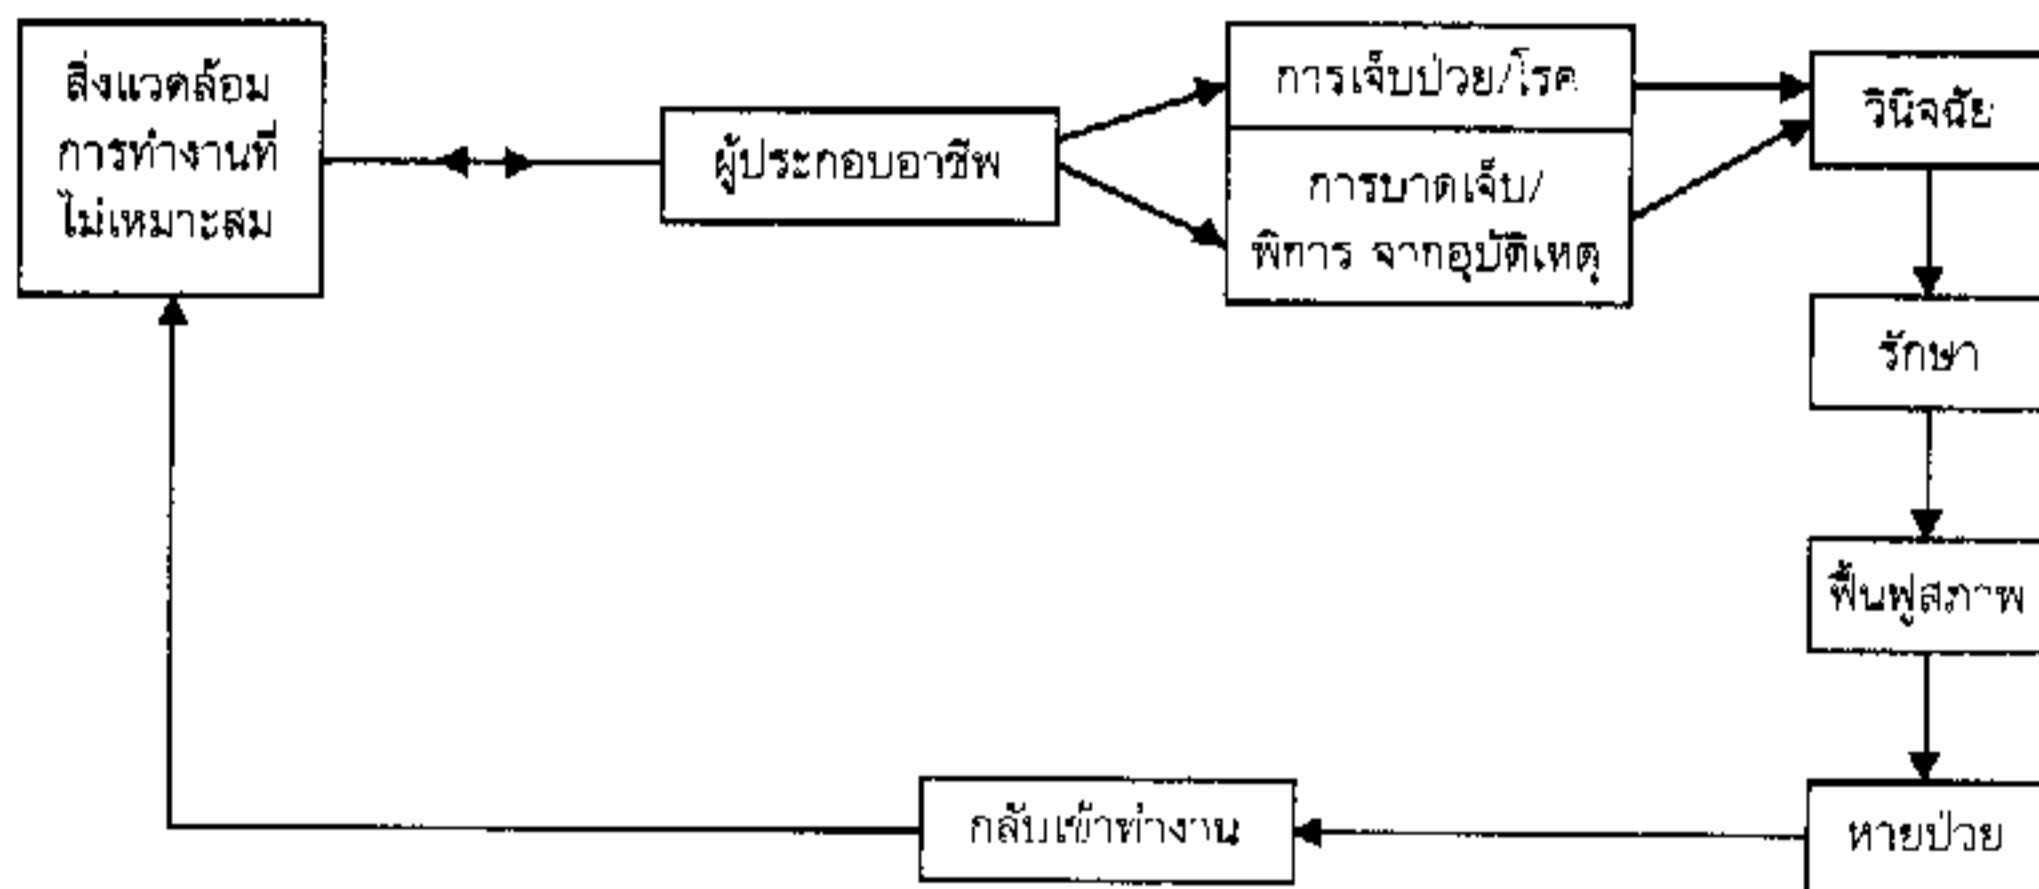 สิ่งแวดล้อม
การทำงานที่
ไม่เหมาะสม
ผู้ประกอบอาชีพ
การเจ็บป่วย/โรค
การบาดเจ็บ/
พิการ จากอุบัติเหตุ
วินิจฉัย
รักษา
ฟื้นฟูสภาพ
หายป่วย
กลับเข้าทำงาน